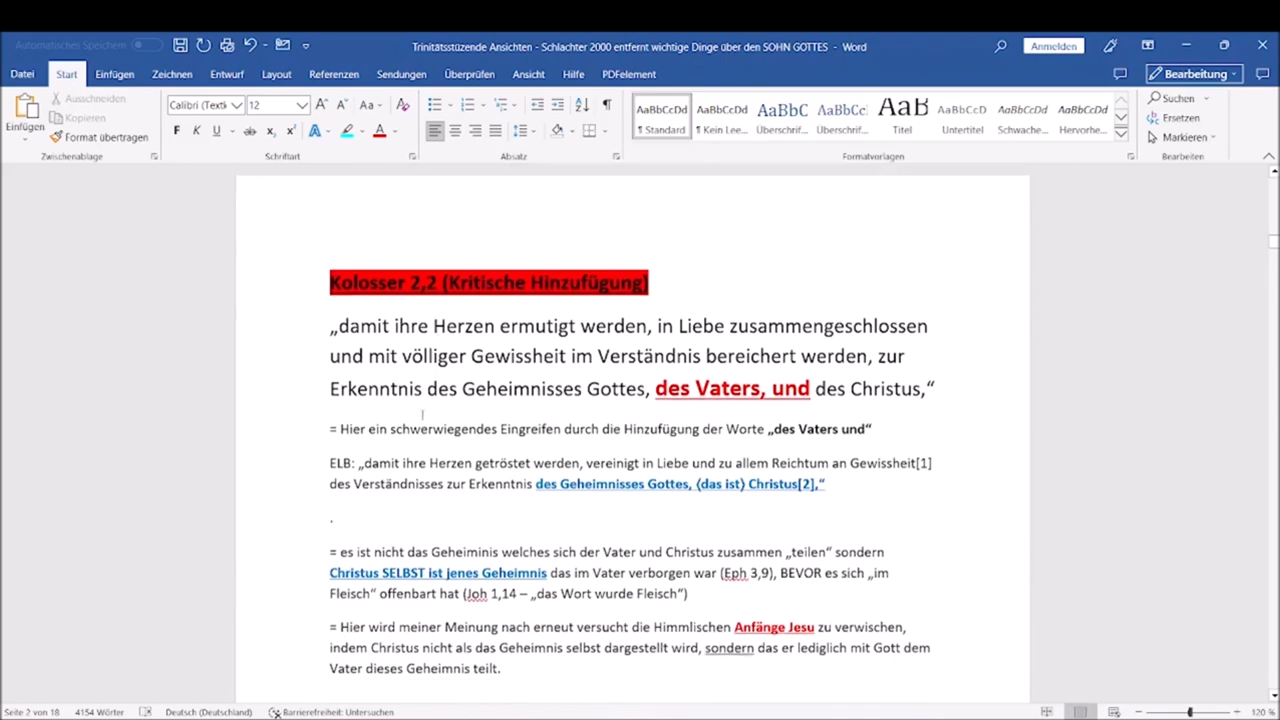 Automatisches Speichern
Trinitätsstüzende Ansichten - Schlachter 2000 entfernt wichtige Dinge über den SOHN GOTTES - Word
Anmelden
Datei Start Einfügen Zeichnen Entwurf Layout Referenzen Sendungen Überprüfen Ansicht Hilfe PDFelement
Bearbeitung
Einfügen
Ausschneiden
Kopieren
Format übertragen
Zwischenablage
Calibri (Textk 12
F K U ab x₂ x²
Schriftart
Absatz
AaBbCcDd AaBbCcDd AaBbC AaBbCc AaB AaBbCcD AaBbCcDd AaBbCcDd
¶ Standard ¶ Kein Lee... Überschrif... Überschrif... Titel Untertitel Schwache... Hervorhe...
Formatvorlagen
Suchen
Ersetzen
Markieren
Bearbeiten
Kolosser 2,2 (Kritische Hinzufügung)
„damit ihre Herzen ermutigt werden, in Liebe zusammengeschlossen
und mit völliger Gewissheit im Verständnis bereichert werden, zur
Erkenntnis des Geheimnisses Gottes, des Vaters, und des Christus,“
= Hier ein schwerwiegendes Eingreifen durch die Hinzufügung der Worte „des Vaters und“
ELB: „damit ihre Herzen getröstet werden, vereinigt in Liebe und zu allem Reichtum an Gewissheit[1]
des Verständnisses zur Erkenntnis des Geheimnisses Gottes, ⟨das ist⟩ Christus[2],“
.
= es ist nicht das Geheiminis welches sich der Vater und Christus zusammen „teilen“ sondern
Christus SELBST ist jenes Geheimnis das im Vater verborgen war (Eph 3,9), BEVOR es sich „im
Fleisch“ offenbart hat (Joh 1,14 – „das Wort wurde Fleisch“)
= Hier wird meiner Meinung nach erneut versucht die Himmlischen Anfänge Jesu zu verwischen,
indem Christus nicht als das Geheimnis selbst dargestellt wird, sondern das er lediglich mit Gott dem
Vater dieses Geheimnis teilt.
Seite 2 von 18 4154 Wörter Deutsch (Deutschland) Barrierefreiheit: Untersuchen 120 %